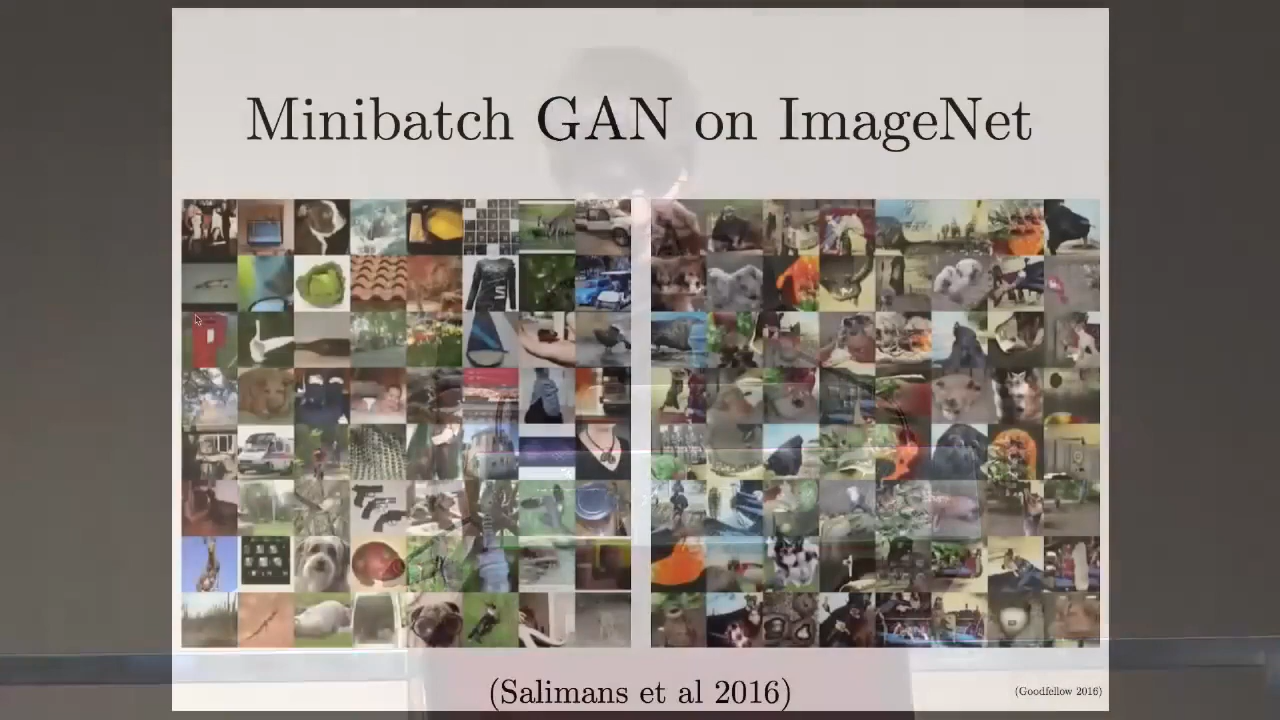 Minibatch GAN on ImageNet
(Salimans et al 2016)
(Goodfellow 2016)